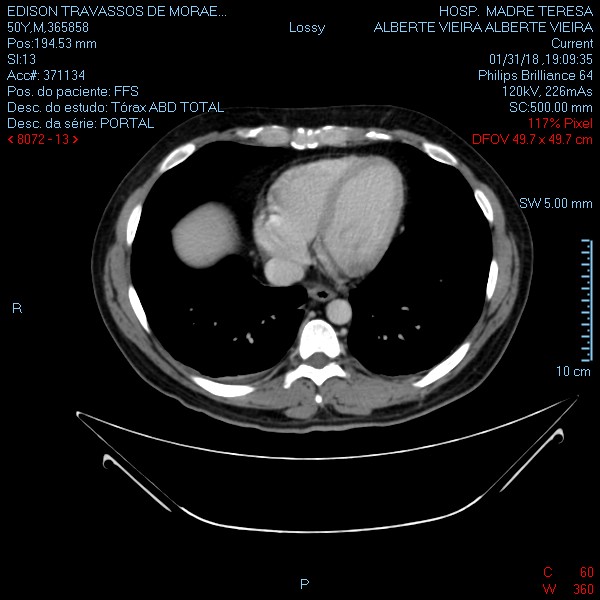 EDISON TRAVASSOS DE MORAE...
50Y,M,365858
Pos:194.53 mm
SI:13
Acc#: 371134
Pos. do paciente: FFS
Desc. do estudo: Tórax ABD TOTAL
Desc. da série: PORTAL
< 8072 - 13 >
Lossy
HOSP. MADRE TERESA
ALBERTE VIEIRA ALBERTE VIEIRA
Current
01/31/18 ,19:09:35
Philips Brilliance 64
120kV, 226mAs
SC:500.00 mm
117% Pixel
DFOV 49.7 x 49.7 cm
SW 5.00 mm
R
10 cm
P
C 60
W 360